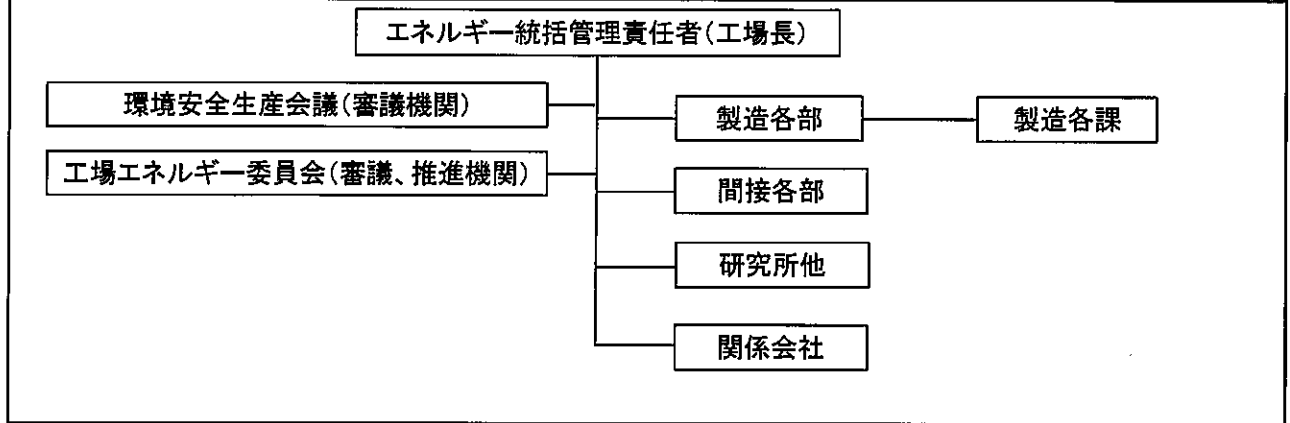 エネルギー統括管理責任者(工場長)
環境安全生産会議(審議機関)
製造各部
製造各課
工場エネルギー委員会(審議、推進機関)
間接各部
研究所他
関係会社